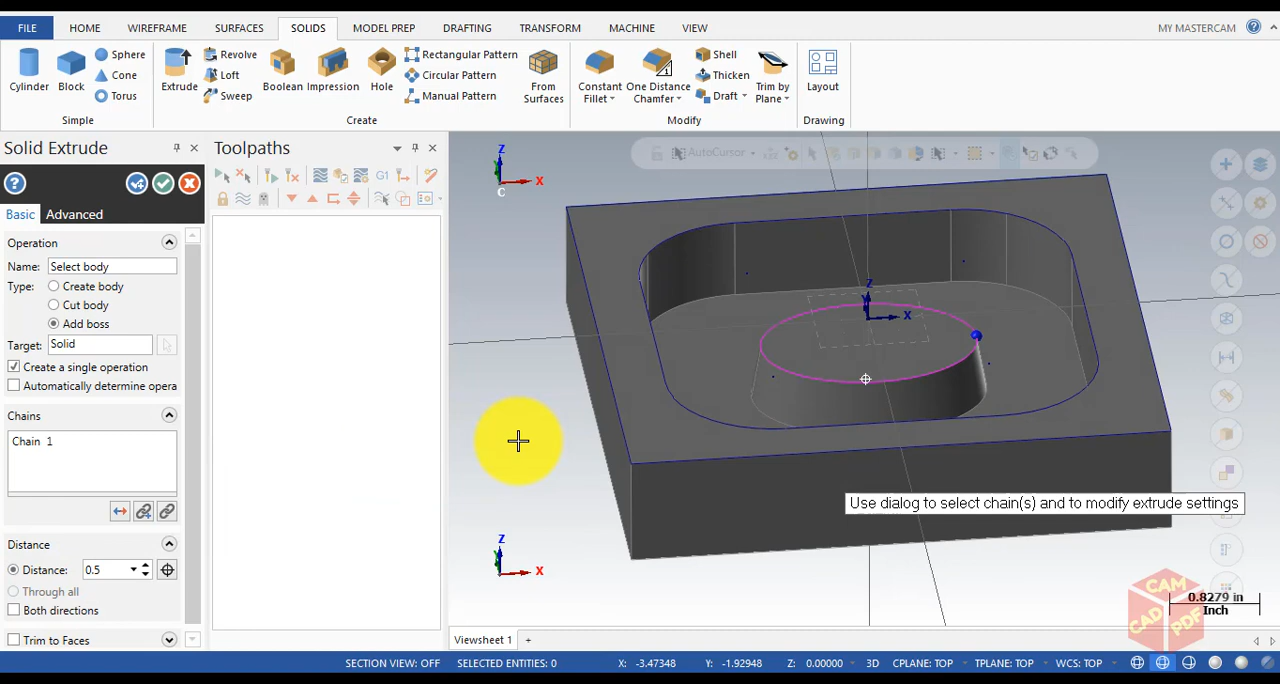 FILE HOME WIREFRAME SURFACES SOLIDS MODEL PREP DRAFTING TRANSFORM MACHINE VIEW MY MASTERCAM
Cylinder Block Sphere Cone Torus
Simple
Extrude Revolve Loft Sweep Boolean Impression Hole Rectangular Pattern Circular Pattern Manual Pattern From Surfaces
Create
Constant Fillet One Distance Chamfer Shell Thicken Draft Trim by Plane
Modify
Layout
Drawing
Solid Extrude
Basic Advanced
Operation
Name: Select body
Type: Create body
Cut body
Add boss
Target: Solid
Create a single operation
Automatically determine opera
Chains
Chain 1
Distance
Distance: 0.5
Through all
Both directions
Trim to Faces
Toolpaths
G1
AutoCursor
Z
X
C
Z
X
Z
X
Use dialog to select chain(s) and to modify extrude settings
CAM
CAD
PDF
0.8279 in
Inch
Viewsheet 1 +
SECTION VIEW: OFF SELECTED ENTITIES: 0 X: -3.47348 Y: -1.92948 Z: 0.00000 3D CPLANE: TOP TPLANE: TOP WCS: TOP